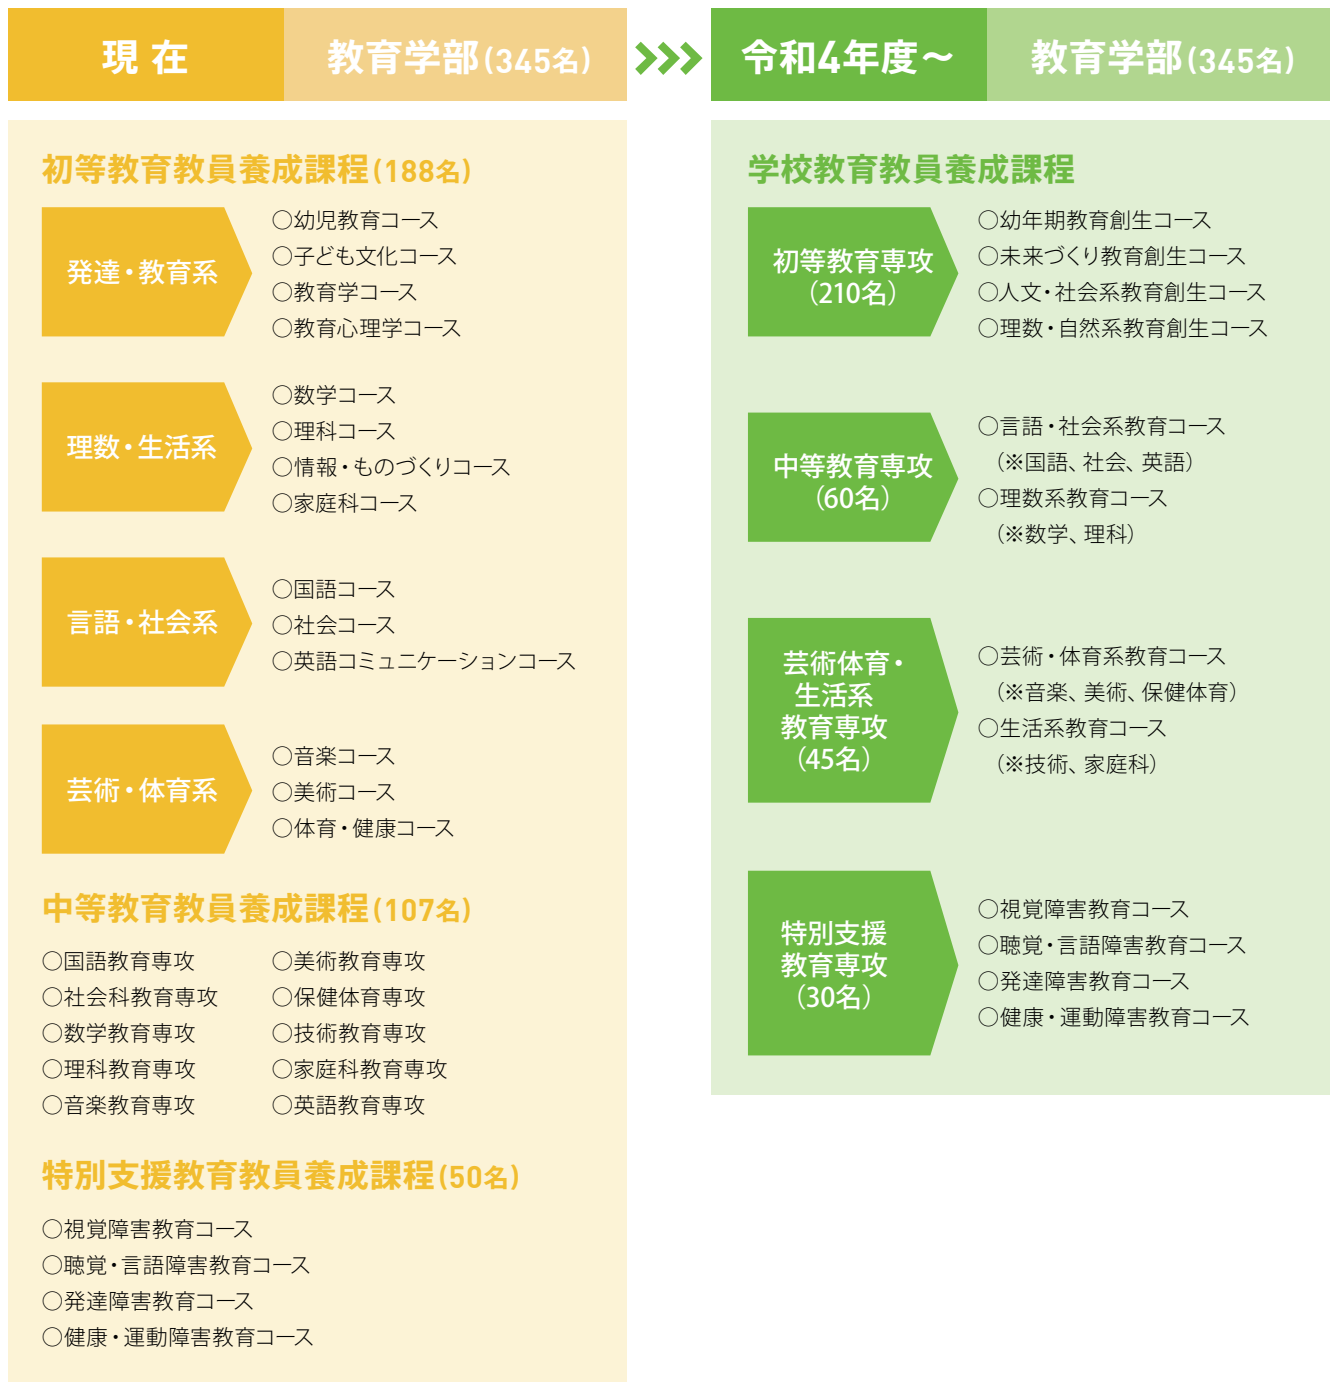 現 在
教育学部(345名)
初等教育教員養成課程(188名)
発達・教育系
○幼児教育コース
○子ども文化コース
○教育学コース
○教育心理学コース
理数・生活系
○数学コース
○理科コース
○情報・ものづくりコース
○家庭科コース
言語・社会系
○国語コース
○社会コース
○英語コミュニケーションコース
芸術・体育系
○音楽コース
○美術コース
○体育・健康コース
中等教育教員養成課程(107名)
○国語教育専攻
○社会科教育専攻
○数学教育専攻
○理科教育専攻
○音楽教育専攻
○美術教育専攻
○保健体育専攻
○技術教育専攻
○家庭科教育専攻
○英語教育専攻
特別支援教育教員養成課程(50名)
○視覚障害教育コース
○聴覚・言語障害教育コース
○発達障害教育コース
○健康・運動障害教育コース
令和4年度～
教育学部(345名)
学校教育教員養成課程
初等教育専攻
（210名）
○幼年期教育創生コース
○未来づくり教育創生コース
○人文・社会系教育創生コース
○理数・自然系教育創生コース
中等教育専攻
（60名）
○言語・社会系教育コース
（※国語、社会、英語）
○理数系教育コース
（※数学、理科）
芸術体育・
生活系
教育専攻
（45名）
○芸術・体育系教育コース
（※音楽、美術、保健体育）
○生活系教育コース
（※技術、家庭科）
特別支援
教育専攻
（30名）
○視覚障害教育コース
○聴覚・言語障害教育コース
○発達障害教育コース
○健康・運動障害教育コース